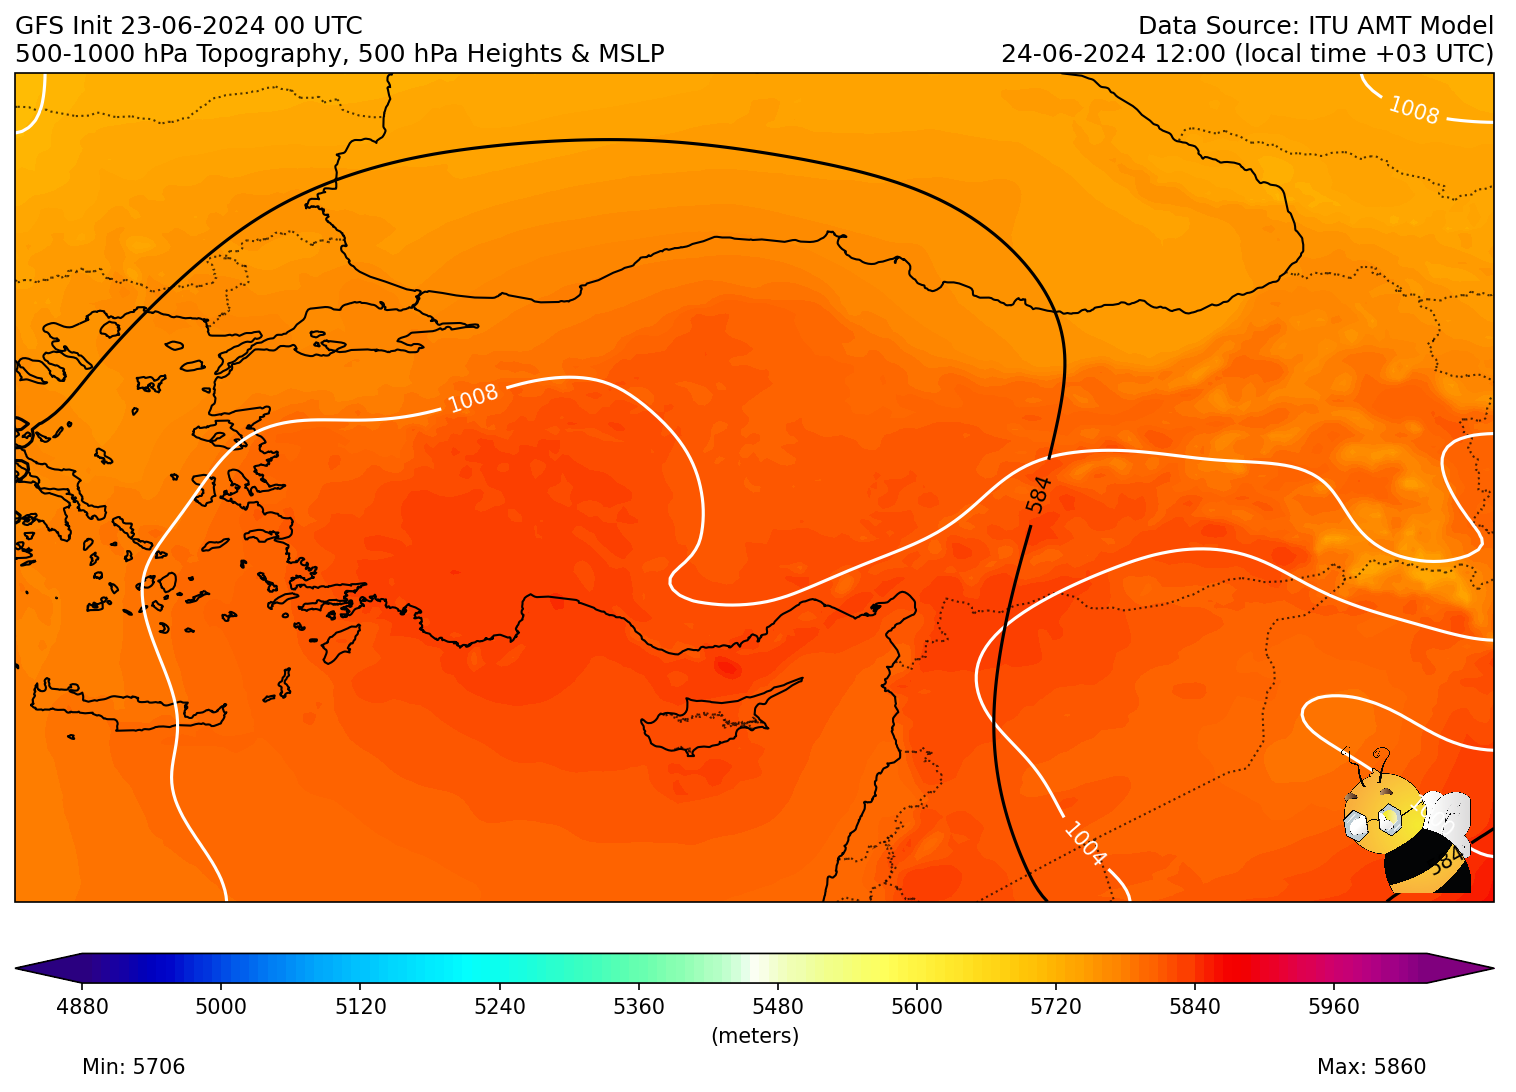 GFS Init 23-06-2024 00 UTC
Data Source: ITU AMT Model
500-1000 hPa Topography, 500 hPa Heights & MSLP
24-06-2024 12:00 (local time +03 UTC)
1008
1008
584
1004
584
4880 5000 5120 5240 5360 5480 5600 5720 5840 5960
(meters)
Min: 5706
Max: 5860